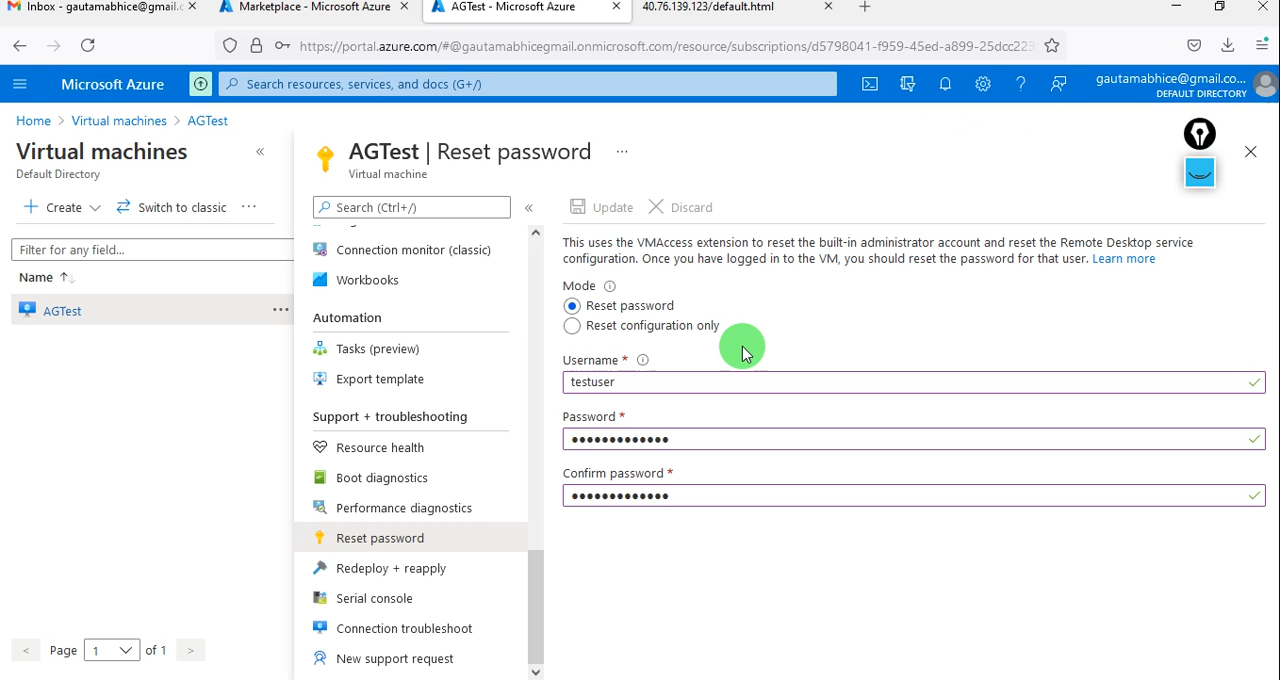 Inbox - gautamabhice@gmail.c
Marketplace - Microsoft Azure
AGTest - Microsoft Azure
40.76.139.123/default.html
https://portal.azure.com/#@gautamabhicegmail.onmicrosoft.com/resource/subscriptions/d5798041-f959-45ed-a899-25dcc223
Microsoft Azure
Search resources, services, and docs (G+/)
gautamabhice@gmail.co...
DEFAULT DIRECTORY
Home > Virtual machines > AGTest
Virtual machines
Default Directory
Create
Switch to classic
...
Filter for any field...
Name
AGTest
...
Page 1 of 1
AGTest | Reset password
...
Virtual machine
Search (Ctrl+/)
Connection monitor (classic)
Workbooks
Automation
Tasks (preview)
Export template
Support + troubleshooting
Resource health
Boot diagnostics
Performance diagnostics
Reset password
Redeploy + reapply
Serial console
Connection troubleshoot
New support request
Update
Discard
This uses the VMAccess extension to reset the built-in administrator account and reset the Remote Desktop service
configuration. Once you have logged in to the VM, you should reset the password for that user. Learn more
Mode
Reset password
Reset configuration only
Username *
testuser
Password *
●●●●●●●●●●●●●
Confirm password *
●●●●●●●●●●●●●